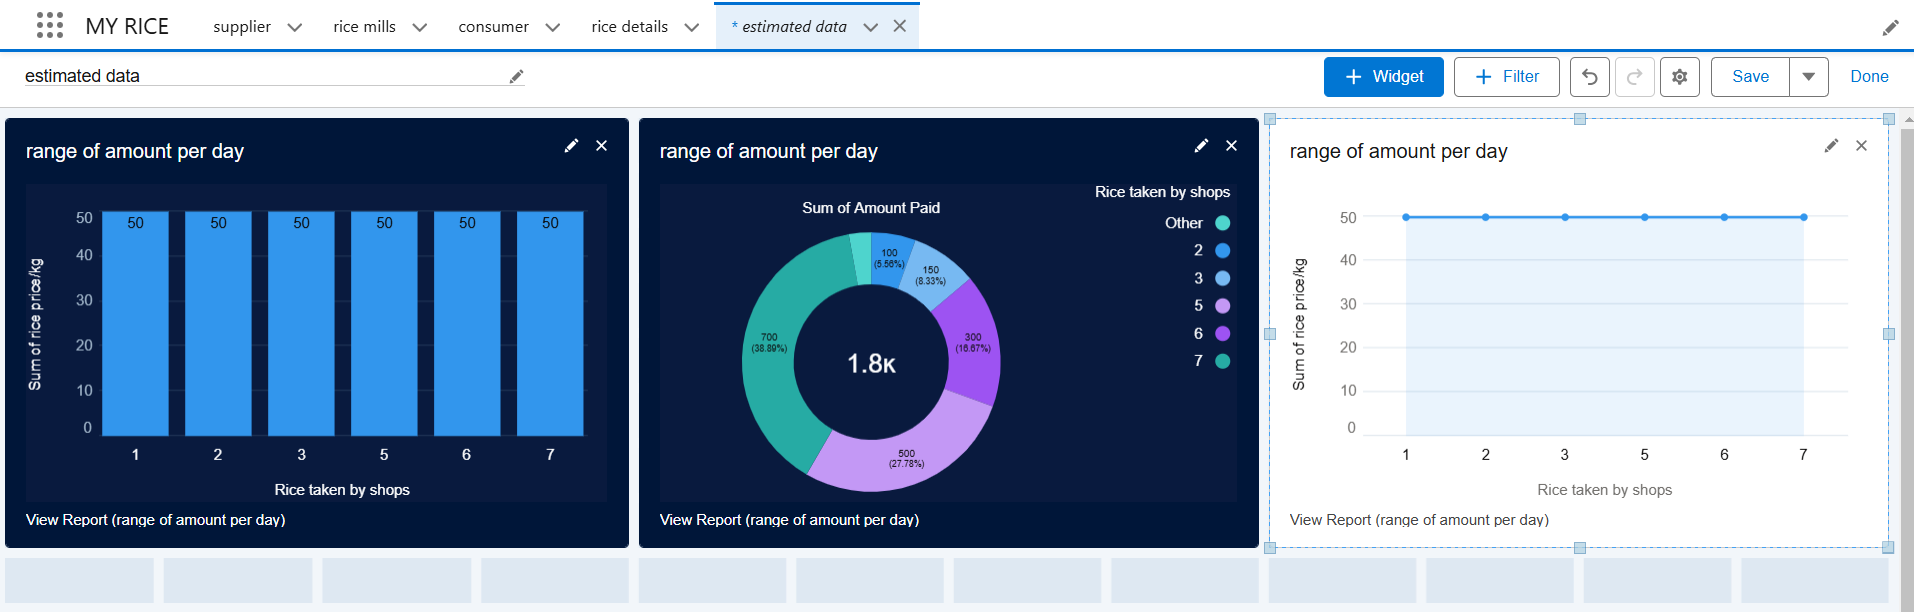 MY RICE supplier rice mills consumer rice details * estimated data
estimated data
Widget Filter Save Done
range of amount per day
50
40
30
20
10
0
Sum of rice price/kg
50 50 50 50 50 50
1 2 3 5 6 7
Rice taken by shops
View Report (range of amount per day)
range of amount per day
Sum of Amount Paid
Rice taken by shops
Other
2
3
5
6
7
100
(5.56%)
150
(8.33%)
300
(16.67%)
500
(27.78%)
700
(38.89%)
1.8K
View Report (range of amount per day)
range of amount per day
50
40
30
20
10
0
Sum of rice price/kg
1 2 3 5 6 7
Rice taken by shops
View Report (range of amount per day)